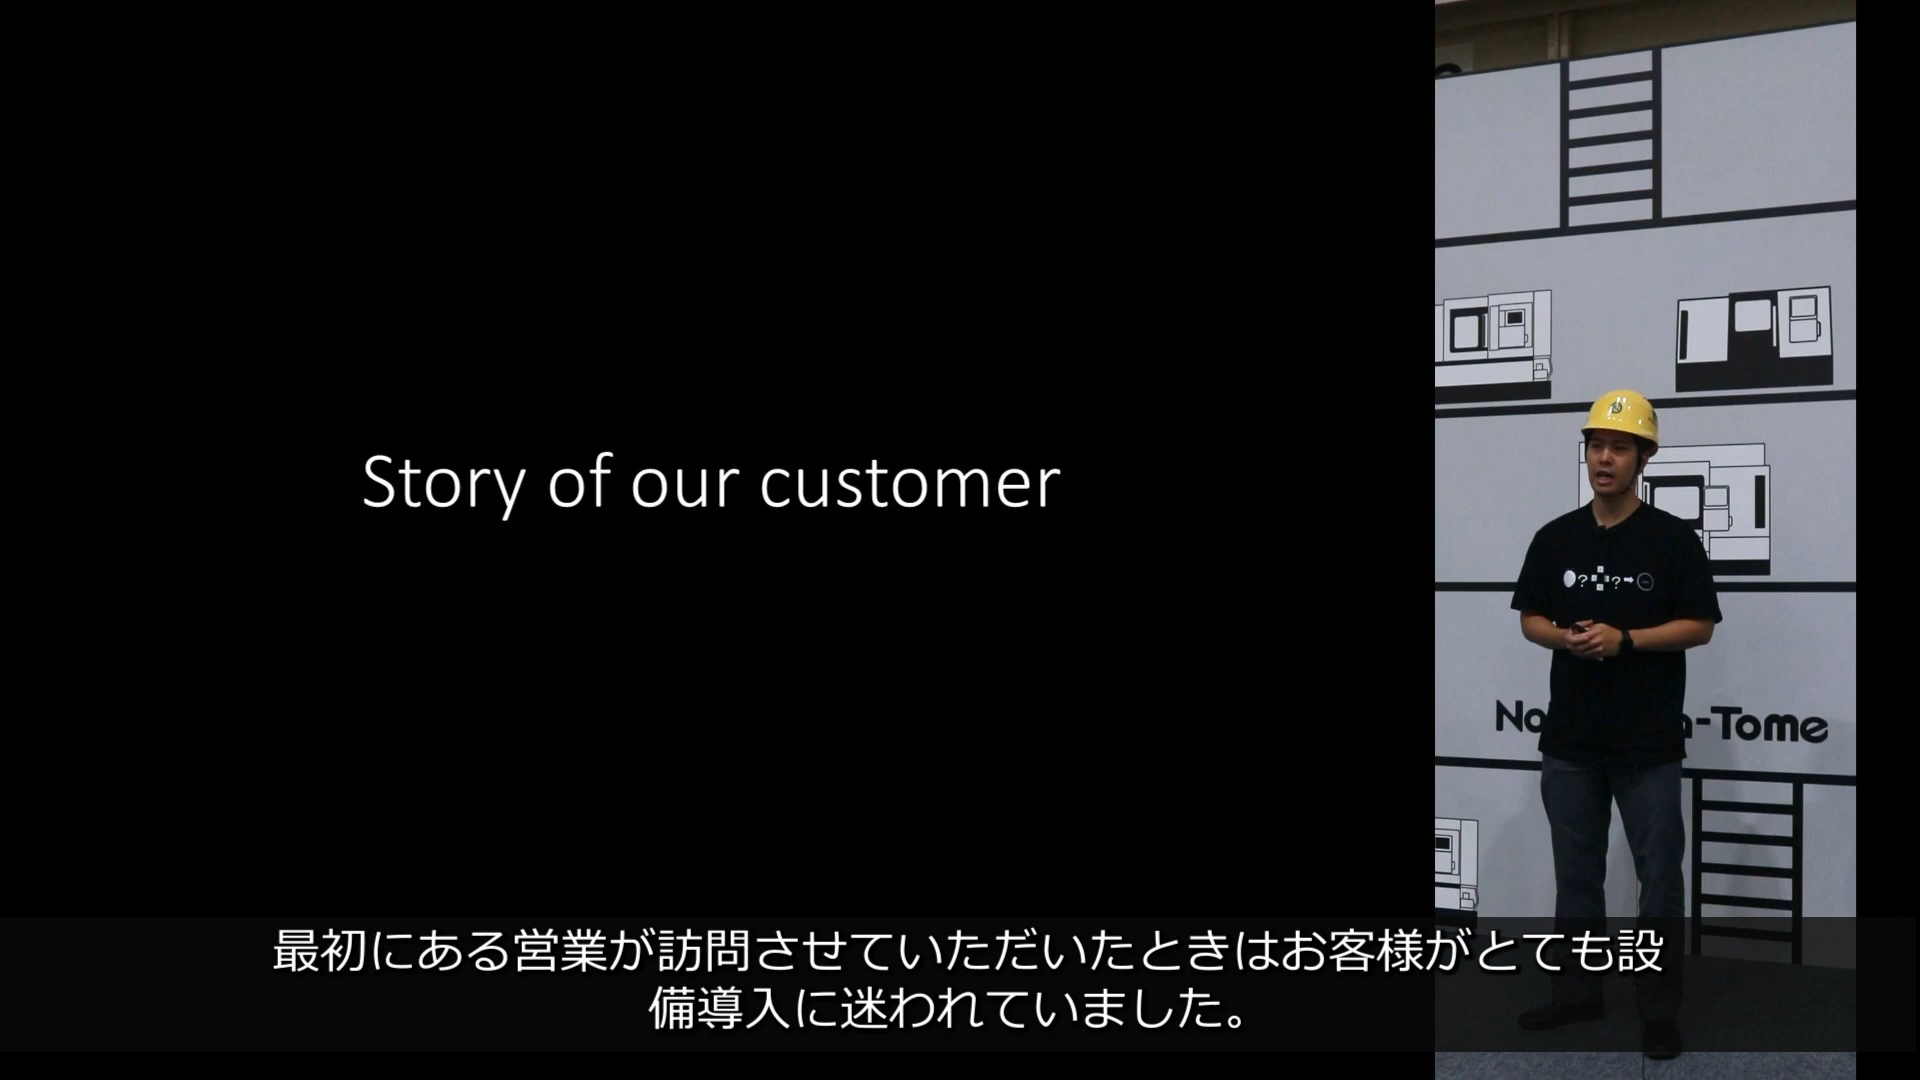 Story of our customer
No
-Tome
最初にある営業が訪問させていただいたときはお客様がとても設
備導入に迷われていました。